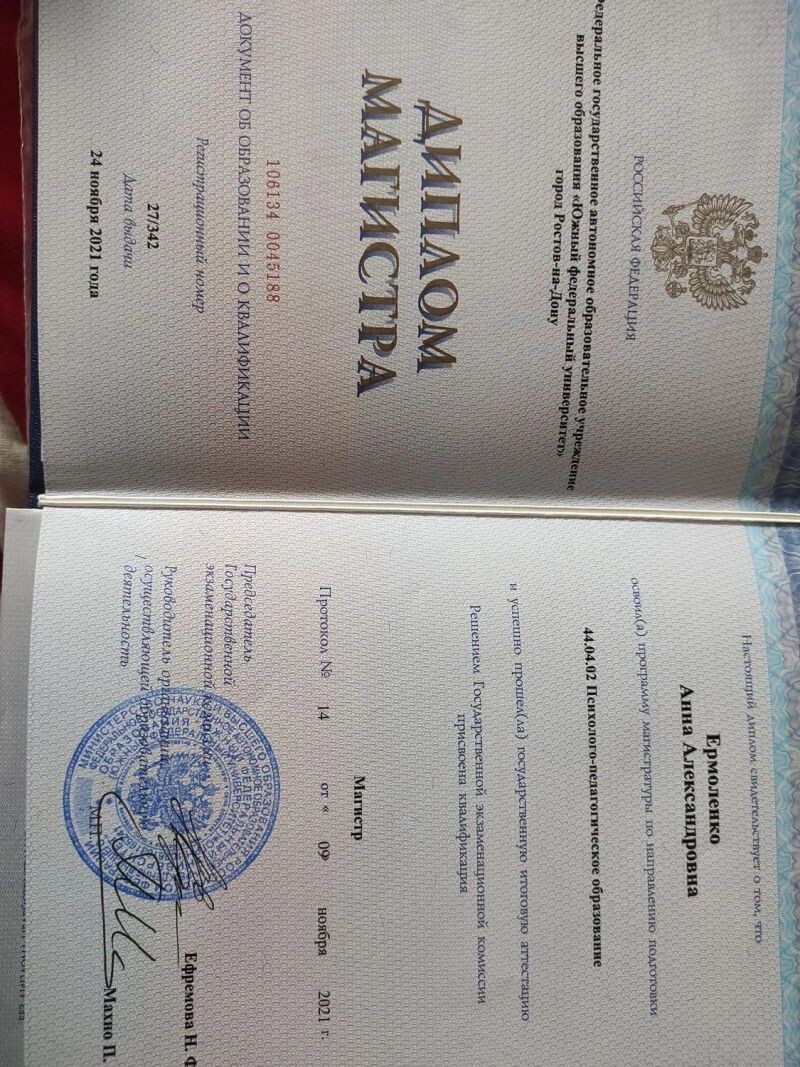 РОССИЙСКАЯ ФЕДЕРАЦИЯ
Федеральное государственное автономное образовательное учреждение
высшего образования «Южный федеральный университет»
город Ростов-на-Дону
ДИПЛОМ
МАГИСТРА
106134 0045188
ДОКУМЕНТ ОБ ОБРАЗОВАНИИ И О КВАЛИФИКАЦИИ
Регистрационный номер
27/342
Дата выдачи
24 ноября 2021 года
Настоящий диплом свидетельствует о том, что
Ермоленко
Анна Александровна
освоил(а) программу магистратуры по направлению подготовки
44.04.02 Психолого-педагогическое образование
и успешно прошел(ла) государственную итоговую аттестацию
Решением Государственной экзаменационной комиссии
присвоена квалификация
Магистр
Протокол № 14 от « 09 ноября 2021 г.
Председатель
Государственной
экзаменационной комиссии
Ефремова Н. Ф
Руководитель организации,
осуществляющей образовательную
деятельность
Махно П.
М.П.